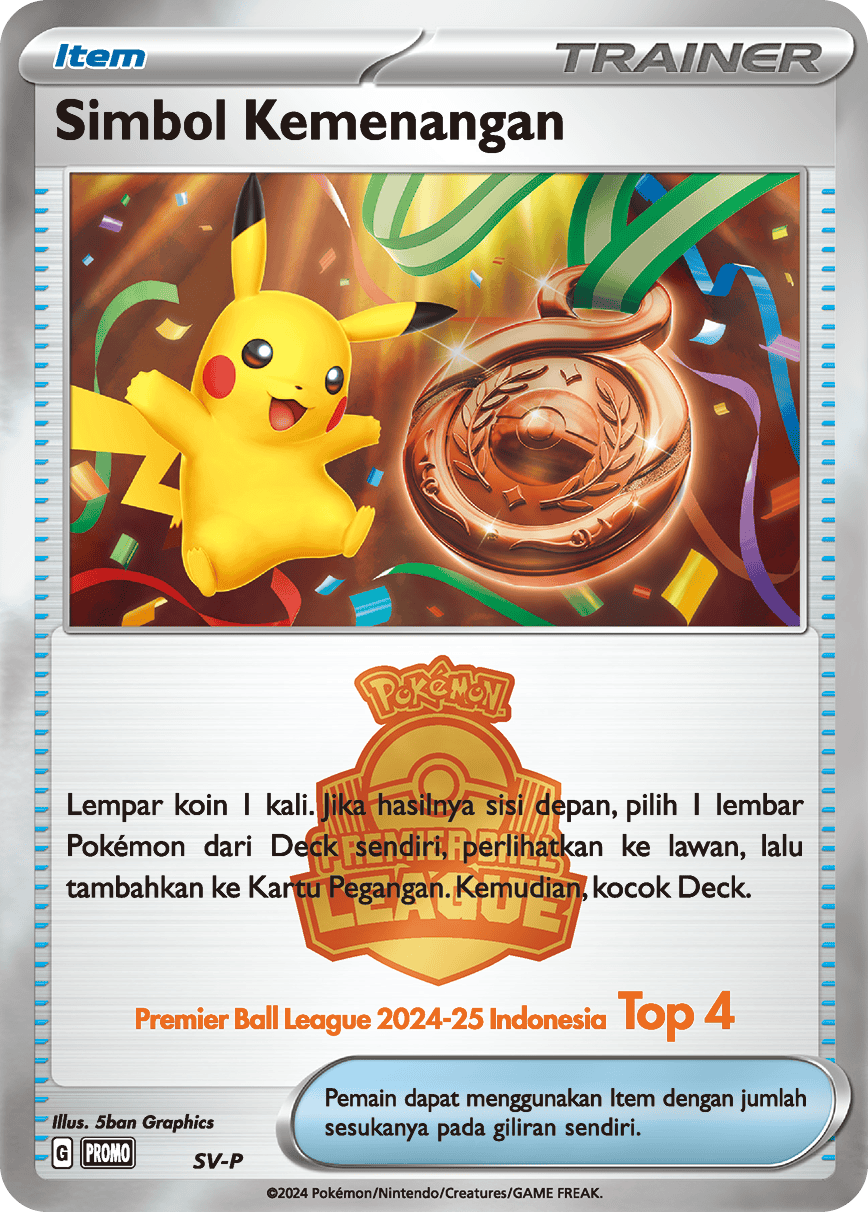 Item
TRAINER
Simbol Kemenangan
POKéMON
PREMIER BALL
LEAGUE
Lempar koin 1 kali. Jika hasilnya sisi depan, pilih 1 lembar
Pokémon dari Deck sendiri, perlihatkan ke lawan, lalu
tambahkan ke Kartu Pegangan. Kemudian, kocok Deck.
Premier Ball League 2024-25 Indonesia Top 4
Illus. 5ban Graphics
G PROMO SV-P
Pemain dapat menggunakan Item dengan jumlah
sesukanya pada giliran sendiri.
©2024 Pokémon/Nintendo/Creatures/GAME FREAK.